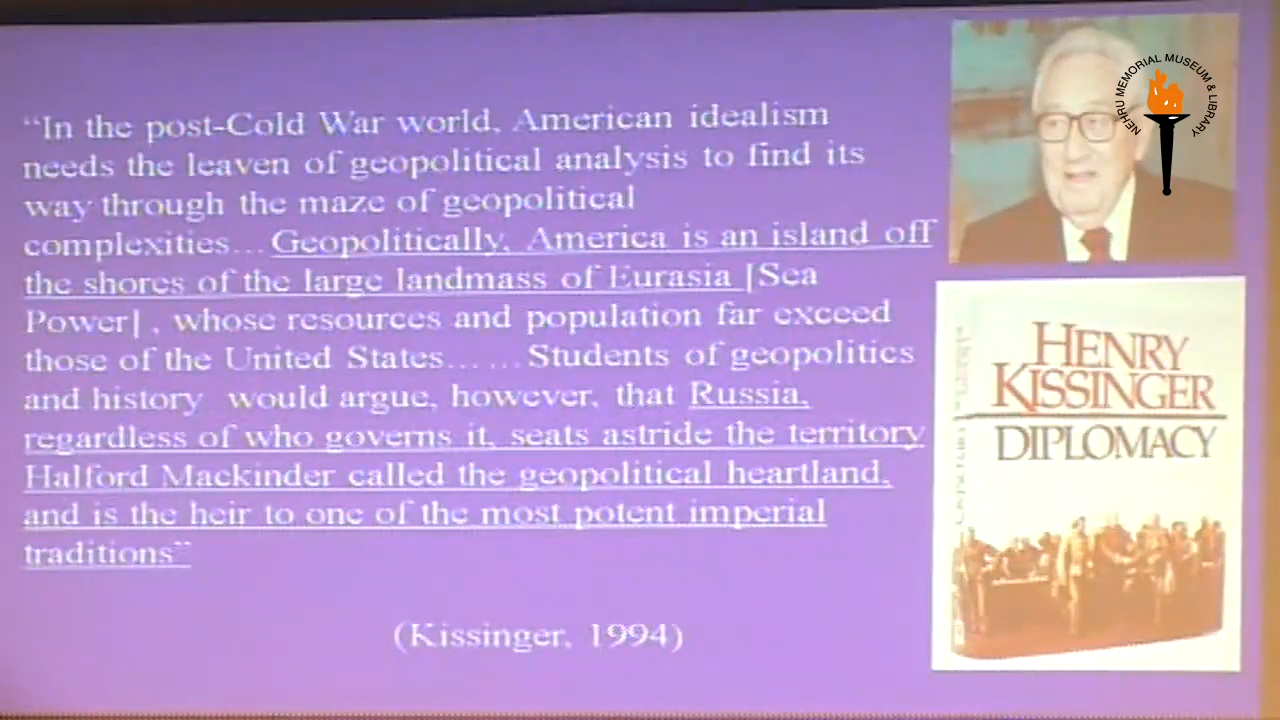 “In the post-Cold War world, American idealism
needs the leaven of geopolitical analysis to find its
way through the maze of geopolitical
complexities... Geopolitically, America is an island off
the shores of the large landmass of Eurasia [Sea
Power] , whose resources and population far exceed
those of the United States…… Students of geopolitics
and history would argue, however, that Russia,
regardless of who governs it, seats astride the territory
Halford Mackinder called the geopolitical heartland,
and is the heir to one of the most potent imperial
traditions”
(Kissinger, 1994)
NEHRU MEMORIAL MUSEUM & LIBRARY
HENRY
KISSINGER
DIPLOMACY